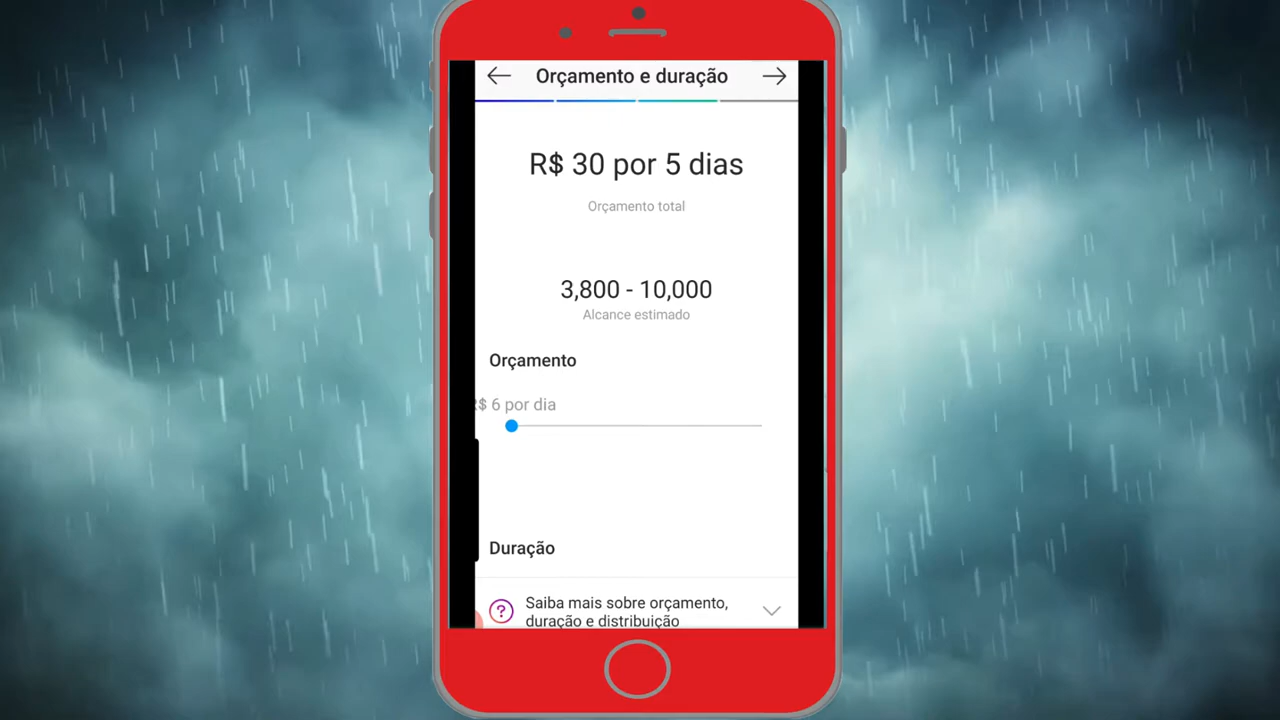 Orçamento e duração
R$ 30 por 5 dias
Orçamento total
3,800 - 10,000
Alcance estimado
Orçamento
R$ 6 por dia
Duração
Saiba mais sobre orçamento,
duração e distribuição